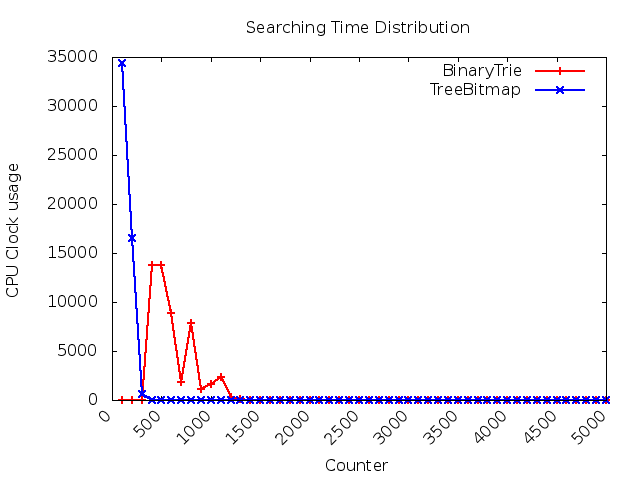 Searching Time Distribution
BinaryTrie
TreeBitmap
35000
30000
25000
20000
15000
10000
5000
0
CPU Clock usage
0 500 1000 1500 2000 2500 3000 3500 4000 4500 5000
Counter